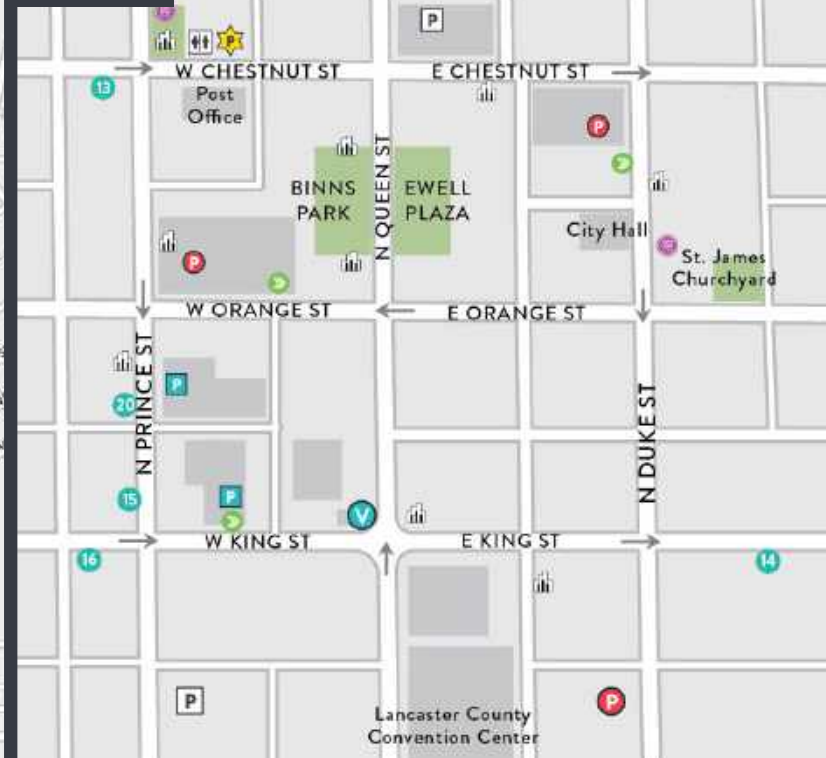 P
P
W CHESTNUT ST
E CHESTNUT ST
13
Post
Office
P
BINNS
PARK
N QUEEN ST
EWELL
PLAZA
City Hall
P
St. James
Churchyard
W ORANGE ST
E ORANGE ST
N PRINCE ST
P
20
N DUKE ST
15
P
V
W KING ST
E KING ST
16
14
P
P
Lancaster County
Convention Center